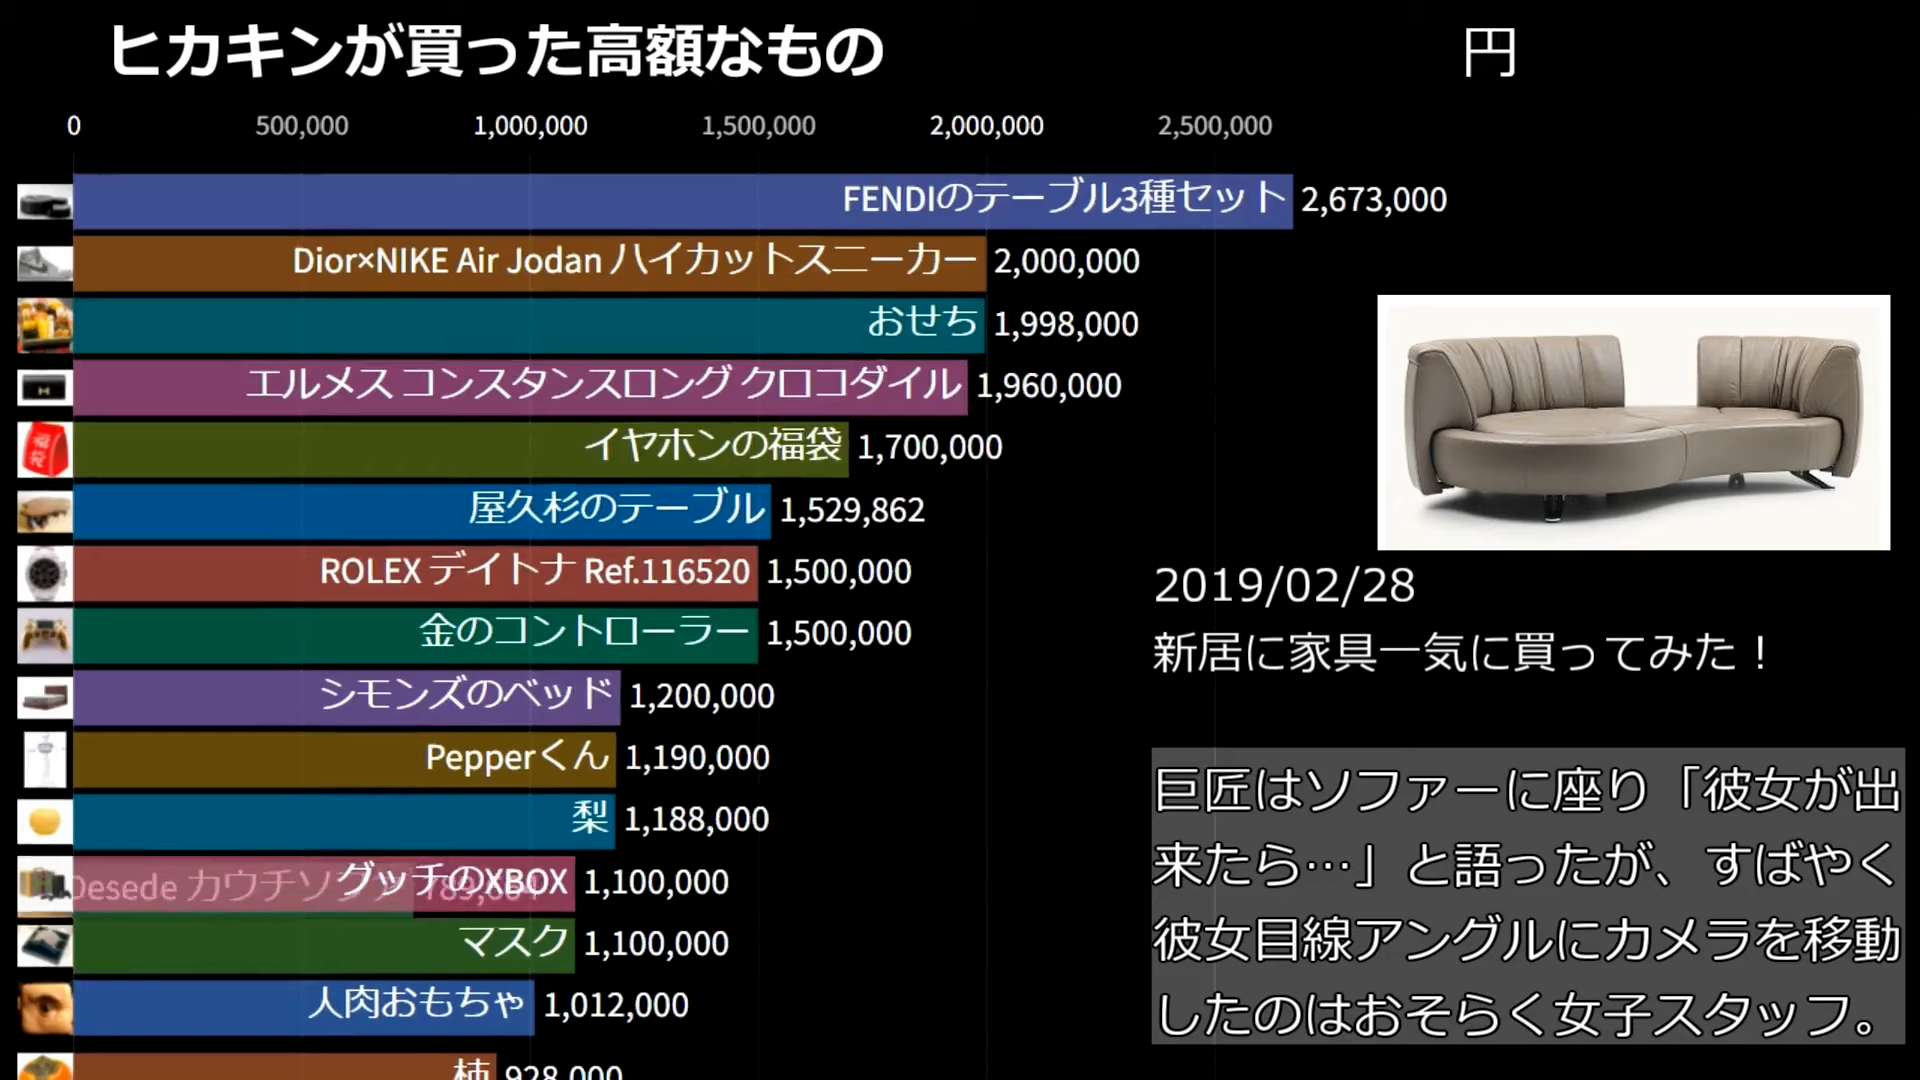 ヒカキンが買った高額なもの
円
0 500,000 1,000,000 1,500,000 2,000,000 2,500,000
FENDIのテーブル3種セット 2,673,000
Dior×NIKE Air Jodan ハイカットスニーカー 2,000,000
おせち 1,998,000
エルメス コンスタンスロング クロコダイル 1,960,000
イヤホンの福袋 1,700,000
屋久杉のテーブル 1,529,862
ROLEX デイトナ Ref.116520 1,500,000
金のコントローラー 1,500,000
シモンズのベッド 1,200,000
Pepperくん 1,190,000
梨 1,188,000
グッチのXBOX 1,100,000
Desede カウチソファ
マスク 1,100,000
人肉おもちゃ 1,012,000
柿 928,000
2019/02/28
新居に家具一気に買ってみた！
巨匠はソファーに座り「彼女が出
来たら…」と語ったが、すばやく
彼女目線アングルにカメラを移動
したのはおそらく女子スタッフ。